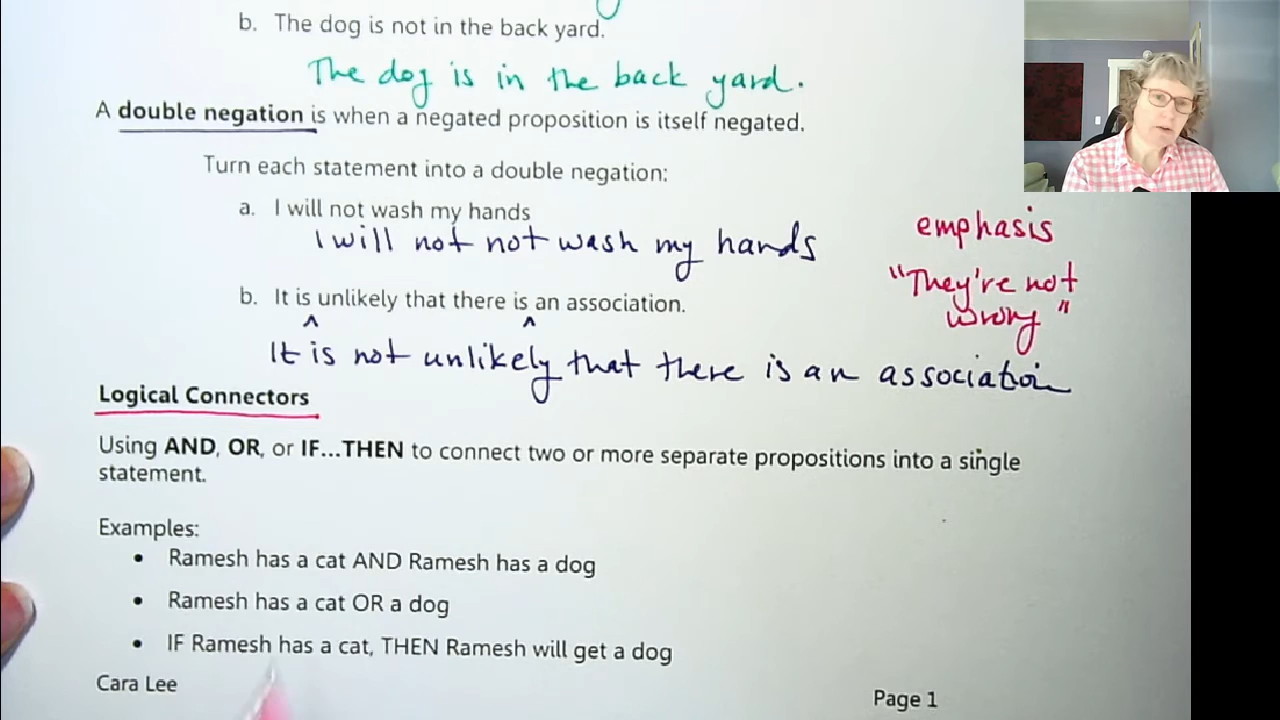 b. The dog is not in the back yard.
The dog is in the back yard.
A double negation is when a negated proposition is itself negated.
Turn each statement into a double negation:
a. I will not wash my hands
I will not not wash my hands
emphasis
"They're not
wrong"
b. It is unlikely that there is an association.
^ ^
It is not unlikely that there is an association
Logical Connectors
Using AND, OR, or IF...THEN to connect two or more separate propositions into a single
statement.
Examples:
• Ramesh has a cat AND Ramesh has a dog
• Ramesh has a cat OR a dog
• IF Ramesh has a cat, THEN Ramesh will get a dog
Cara Lee
Page 1